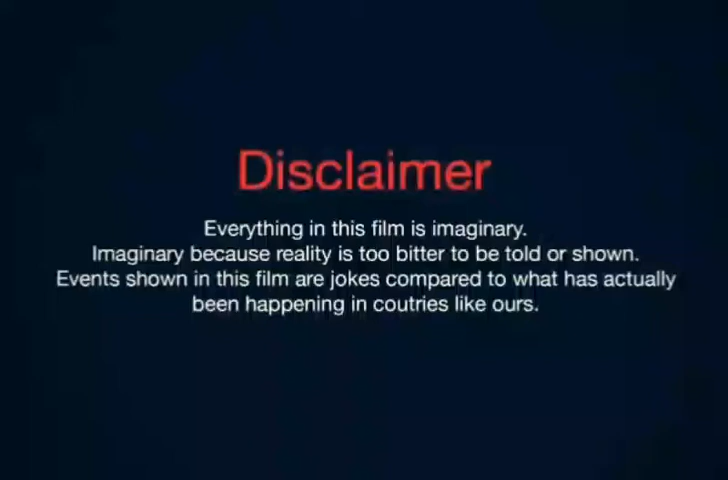 Disclaimer
Everything in this film is imaginary.
Imaginary because reality is too bitter to be told or shown.
Events shown in this film are jokes compared to what has actually
been happening in coutries like ours.